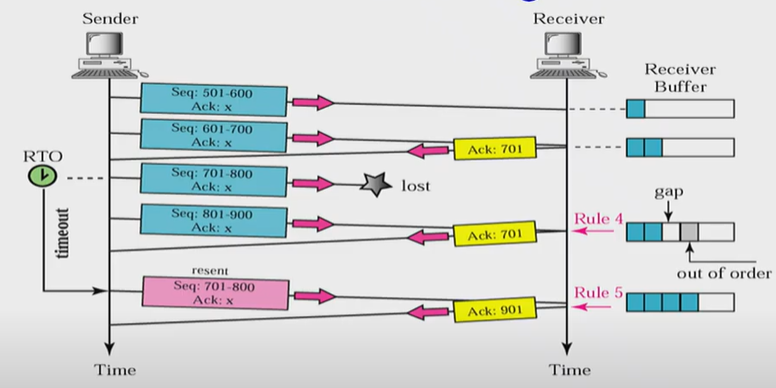 Sender
Receiver
Receiver
Buffer
Seq: 501-600
Ack: x
Seq: 601-700
Ack: x
Ack: 701
RTO
Seq: 701-800
Ack: x
lost
timeout
Seq: 801-900
Ack: x
Ack: 701
Rule 4
gap
out of order
resent
Seq: 701-800
Ack: x
Ack: 901
Rule 5
Time
Time